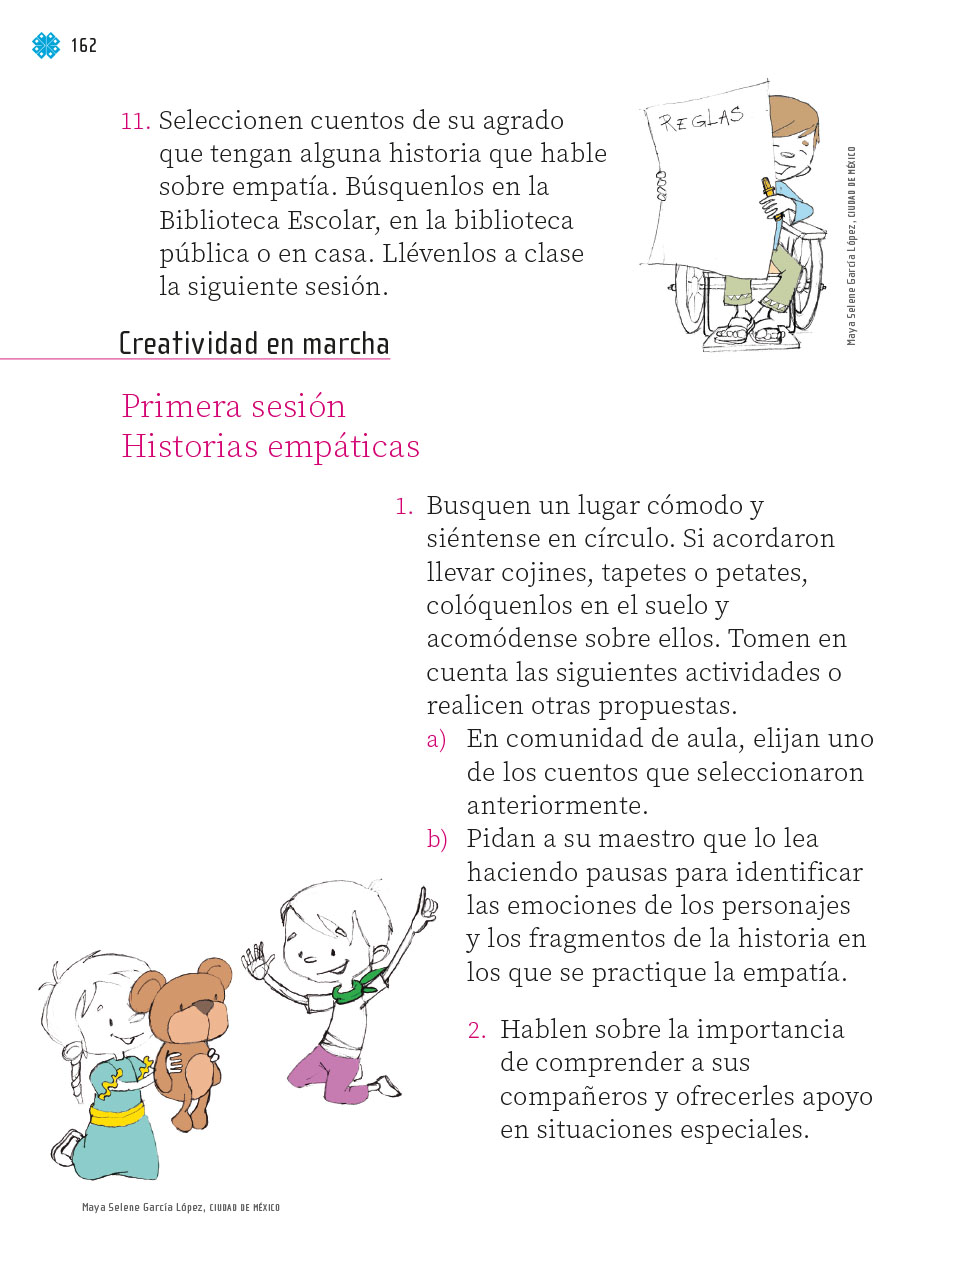 162
11. Seleccionen cuentos de su agrado
que tengan alguna historia que hable
sobre empatía. Búsquenlos en la
Biblioteca Escolar, en la biblioteca
pública o en casa. Llévenlos a clase
la siguiente sesión.
REGLAS
Maya Selene García López, CIUDAD DE MÉXICO
Creatividad en marcha
Primera sesión
Historias empáticas
1. Busquen un lugar cómodo y
siéntense en círculo. Si acordaron
llevar cojines, tapetes o petates,
colóquenlos en el suelo y
acomódense sobre ellos. Tomen en
cuenta las siguientes actividades o
realicen otras propuestas.
a) En comunidad de aula, elijan uno
de los cuentos que seleccionaron
anteriormente.
b) Pidan a su maestro que lo lea
haciendo pausas para identificar
las emociones de los personajes
y los fragmentos de la historia en
los que se practique la empatía.
2. Hablen sobre la importancia
de comprender a sus
compañeros y ofrecerles apoyo
en situaciones especiales.
Maya Selene García López, CIUDAD DE MÉXICO